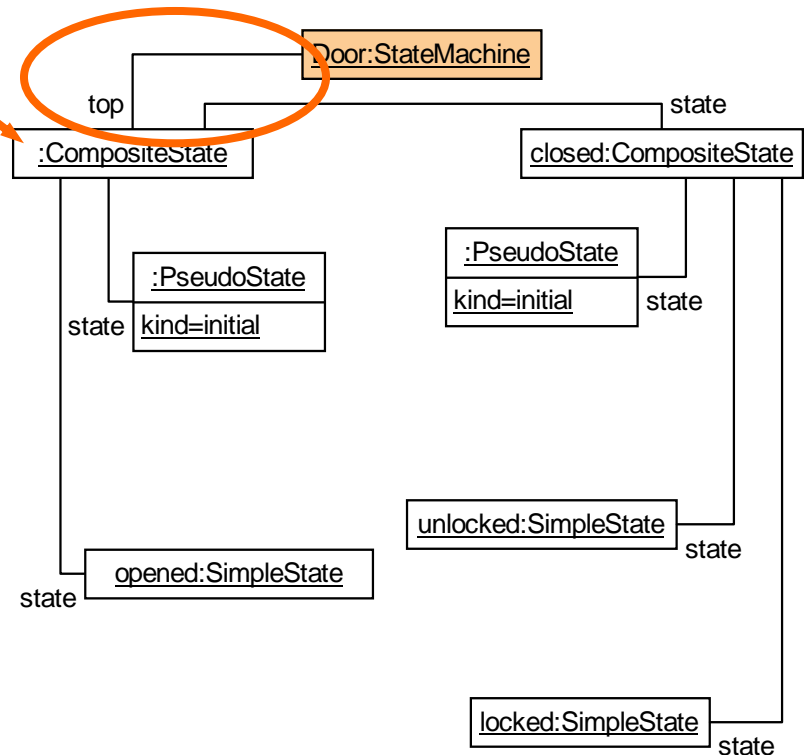 Door:StateMachine
top
state
:CompositeState
closed:CompositeState
:PseudoState
kind=initial
state
:PseudoState
kind=initial
state
unlocked:SimpleState
state
opened:SimpleState
state
locked:SimpleState
state